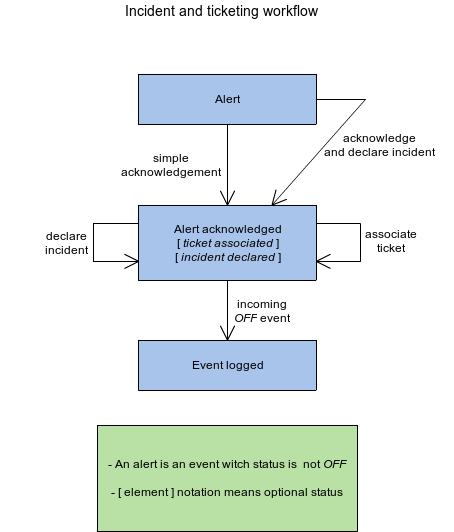 Incident and ticketing workflow
Alert
acknowledge
and declare incident
simple
acknowledgement
declare
incident
Alert acknowledged
[ ticket associated ]
[ incident declared ]
associate
ticket
incoming
OFF event
Event logged
- An alert is an event witch status is  not OFF
- [ element ] notation means optional status